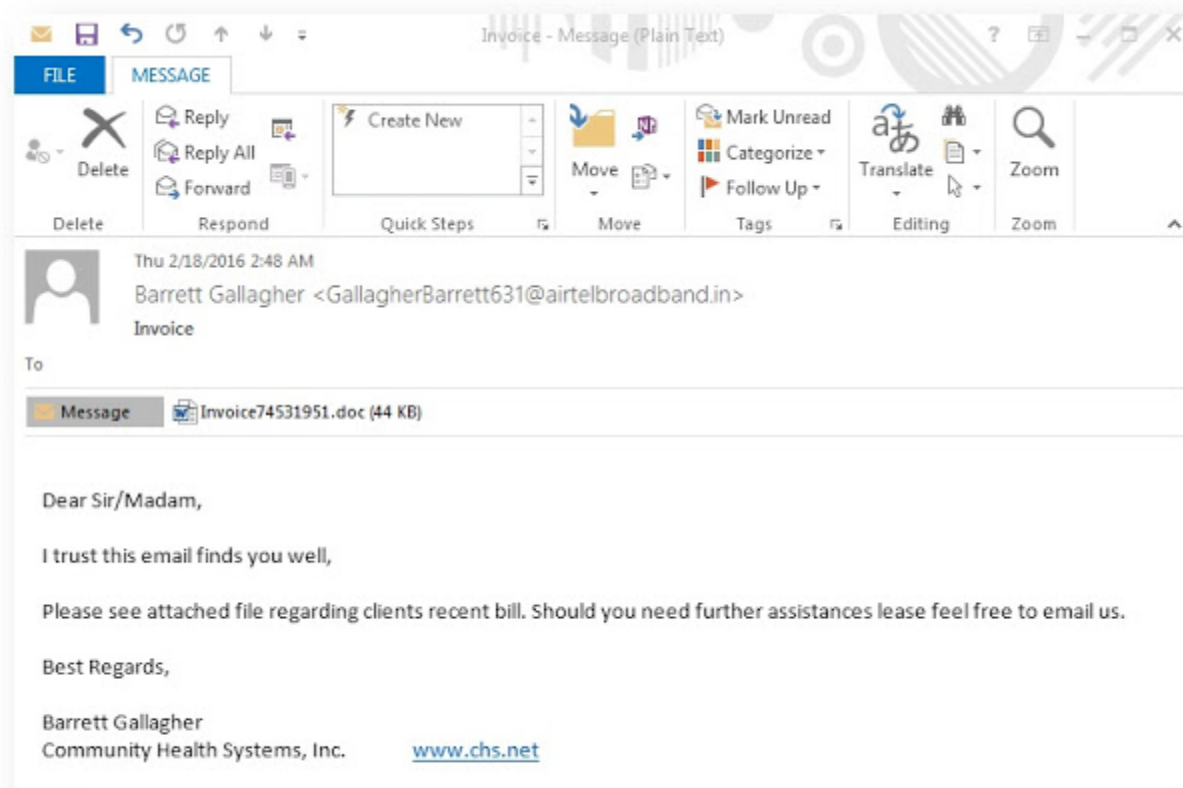 Invoice - Message (Plain Text)
?
FILE
MESSAGE
Delete
Reply
Reply All
Forward
Create New
Move
Mark Unread
Categorize
Follow Up
Translate
Zoom
Delete
Respond
Quick Steps
Move
Tags
Editing
Zoom
Thu 2/18/2016 2:48 AM
Barrett Gallagher <GallagherBarrett631@airtelbroadband.in>
Invoice
To
Message Invoice74531951.doc (44 KB)
Dear Sir/Madam,
I trust this email finds you well,
Please see attached file regarding clients recent bill. Should you need further assistances lease feel free to email us.
Best Regards,
Barrett Gallagher
Community Health Systems, Inc. www.chs.net